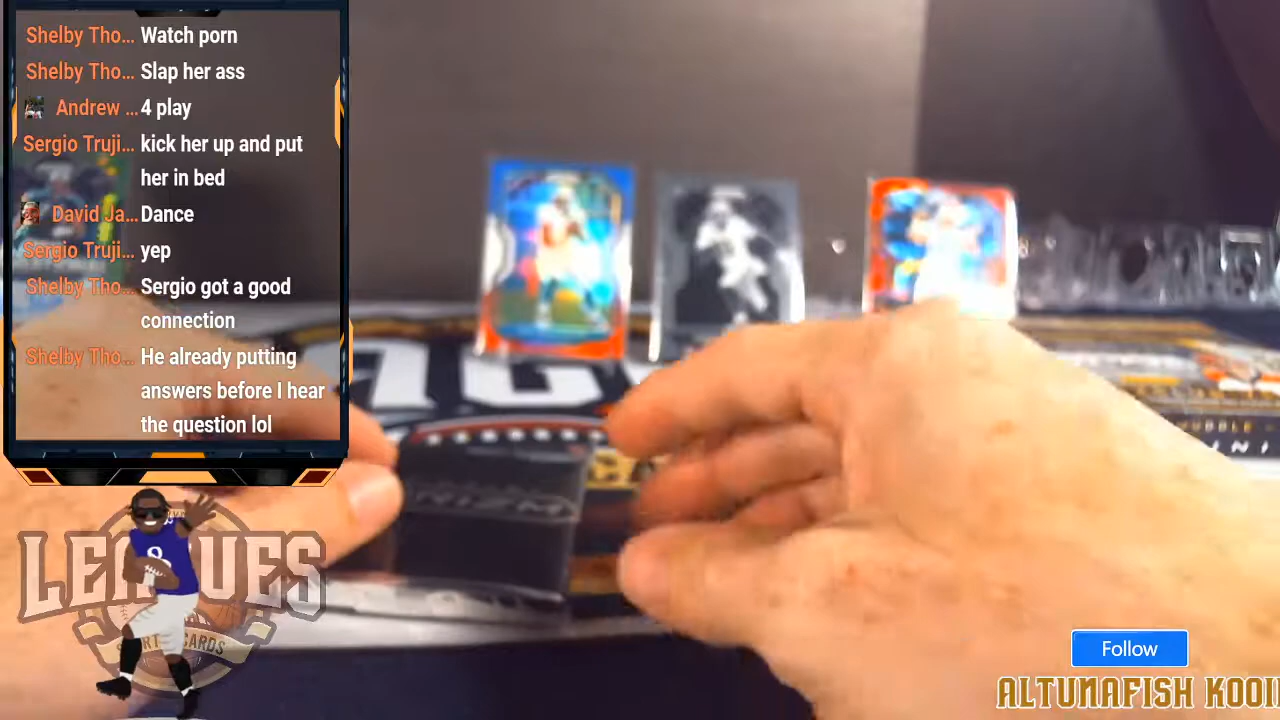 Shelby Tho... Watch porn
Shelby Tho... Slap her ass
Andrew ... 4 play
Sergio Truji... kick her up and put
her in bed
David Ja... Dance
Sergio Truji... yep
Shelby Tho... Sergio got a good
connection
Shelby Tho... He already putting
answers before I hear
the question lol
LEAGUES
CARDS
Follow
ALTUNAFISH KOOI